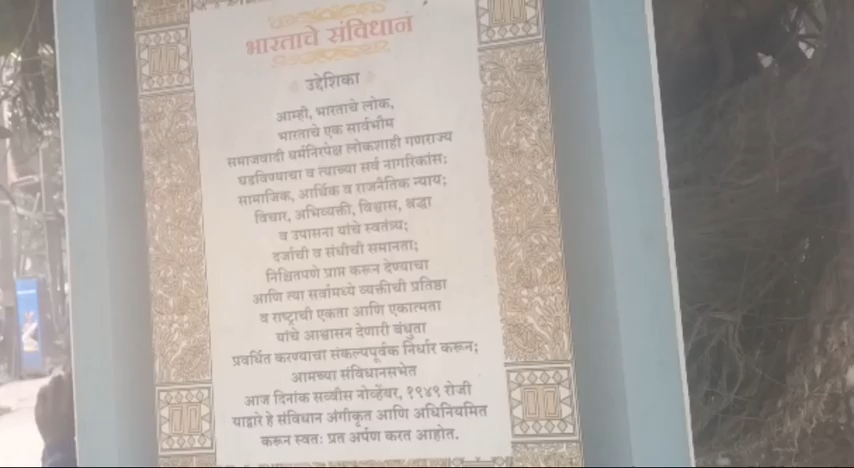 भारताचे संविधान
उद्देशिका
आम्ही, भारताचे लोक,
भारताचे एक सार्वभौम
समाजवादी धर्मनिरपेक्ष लोकशाही गणराज्य
घडविण्याचा व त्याच्या सर्व नागरिकांस:
सामाजिक, आर्थिक व राजनैतिक न्याय;
विचार, अभिव्यक्ती, विश्वास, श्रद्धा
व उपासना यांचे स्वतंत्र्य;
दर्जाची व संधीची समानता;
निश्चितपणे प्राप्त करून देण्याचा
आणि त्या सर्वांमध्ये व्यक्तीची प्रतिष्ठा
व राष्ट्राची एकता आणि एकात्मता
यांचे आश्वासन देणारी बंधुता
प्रवर्धित करण्याचा संकल्पपूर्वक निर्धार करून;
आमच्या संविधानसभेत
आज दिनांक सव्वीस नोव्हेंबर, १९४९ रोजी
याद्वारे हे संविधान अंगीकृत आणि अधिनियमित
करून स्वतः प्रत अर्पण करत आहोत.